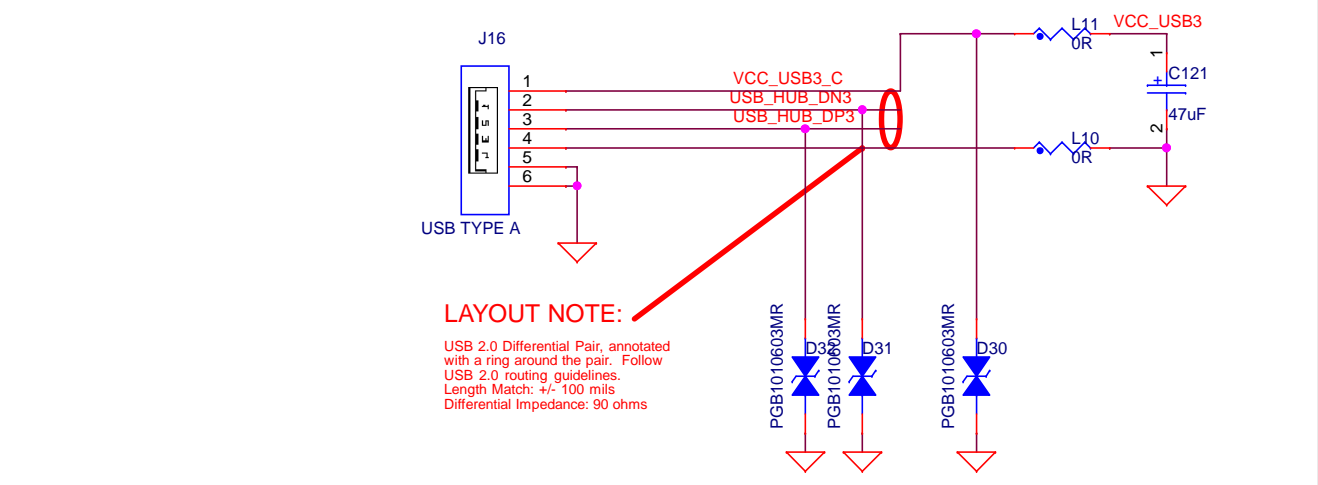 J16
L11
VCC_USB3
0R
1
C121
+
47uF
2
1
VCC_USB3_C
2
USB_HUB_DN3
3
USB_HUB_DP3
4
L10
0R
5
6
USB TYPE A
LAYOUT NOTE:
USB 2.0 Differential Pair, annotated
with a ring around the pair. Follow
USB 2.0 routing guidelines.
Length Match: +/- 100 mils
Differential Impedance: 90 ohms
PGB1010603MR
D32
PGB1010603MR
D31
PGB1010603MR
D30